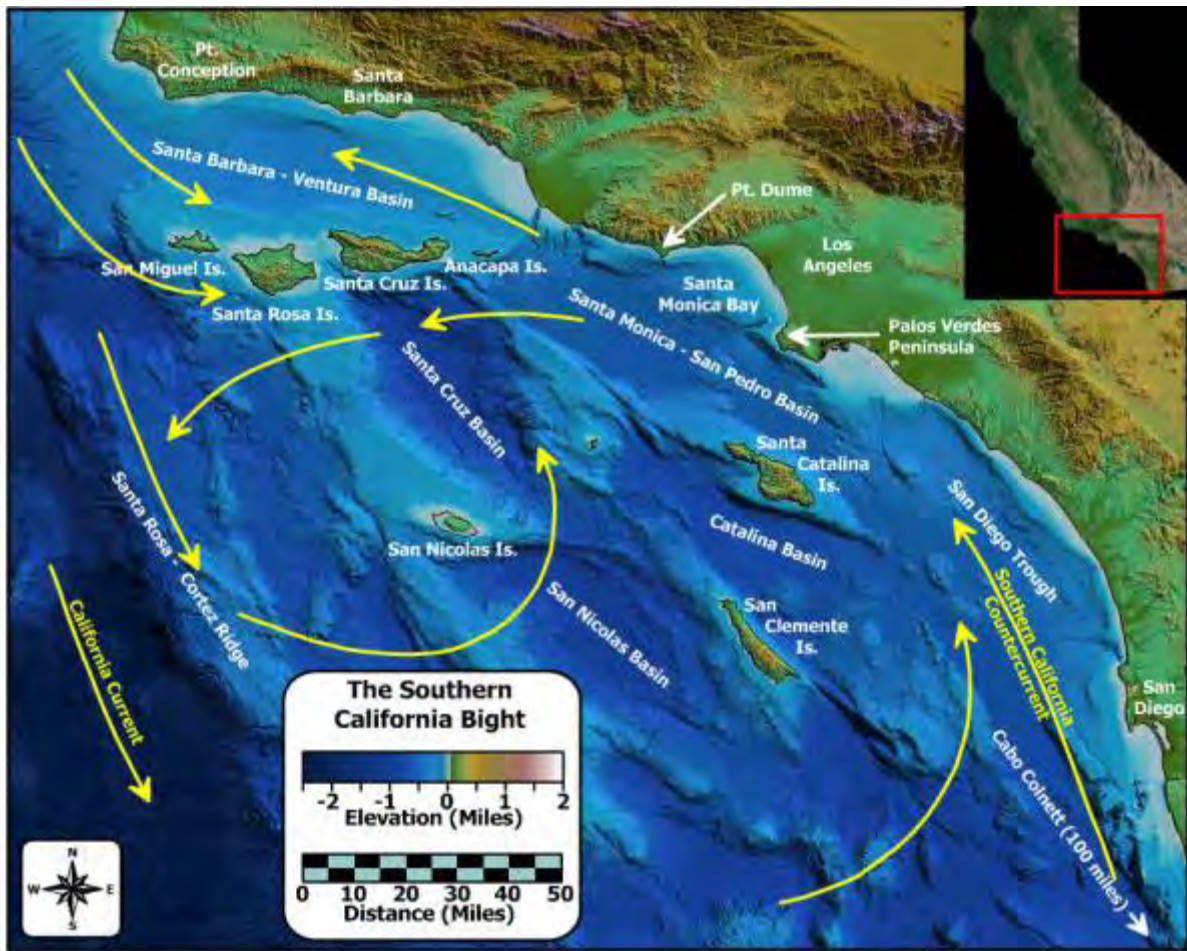 Pt.
Conception
Santa
Barbara
Santa Barbara - Ventura Basin
Pt. Dume
Los
Angeles
San Miguel Is.
Santa Rosa Is.
Santa Cruz Is.
Anacapa Is.
Santa
Monica Bay
Palos Verdes
Peninsula
Santa Monica - San Pedro Basin
Santa Cruz Basin
Santa
Catalina
Is.
San Nicolas Is.
Catalina Basin
San Diego Trough
Santa Rosa - Cortez Ridge
San Nicolas Basin
San
Clemente
Is.
Southern California
Countercurrent
San
Diego
California Current
Cabo Colnett (100 miles)
The Southern
California Bight
-2 -1 0 1 2
Elevation (Miles)
0 10 20 30 40 50
Distance (Miles)
N
W E
S